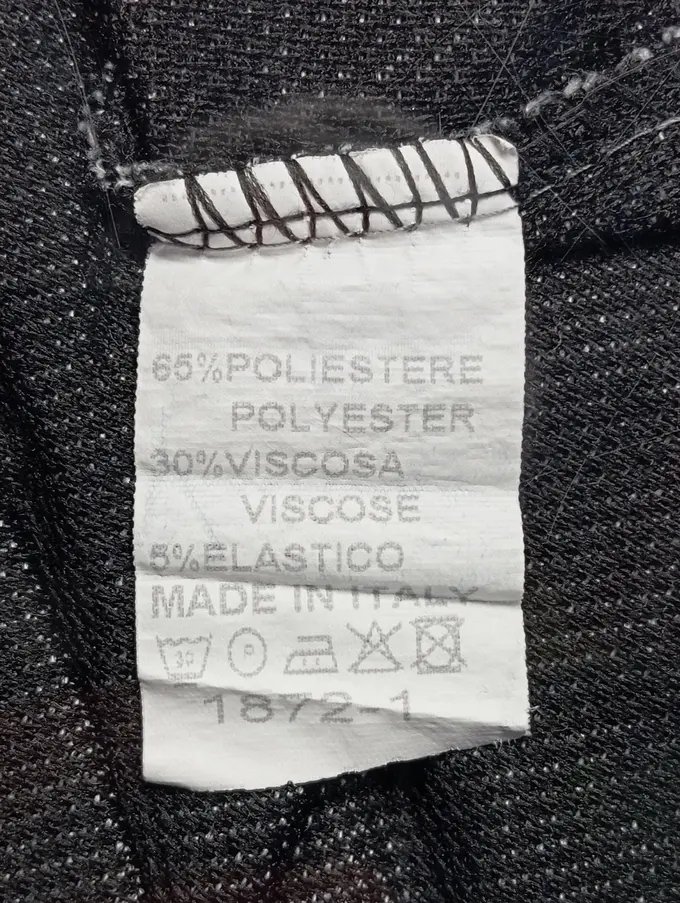 65%POLIESTERE
POLYESTER
30%VISCOSA
VISCOSE
5%ELASTICO
MADE IN ITALY
30 P
1872-1